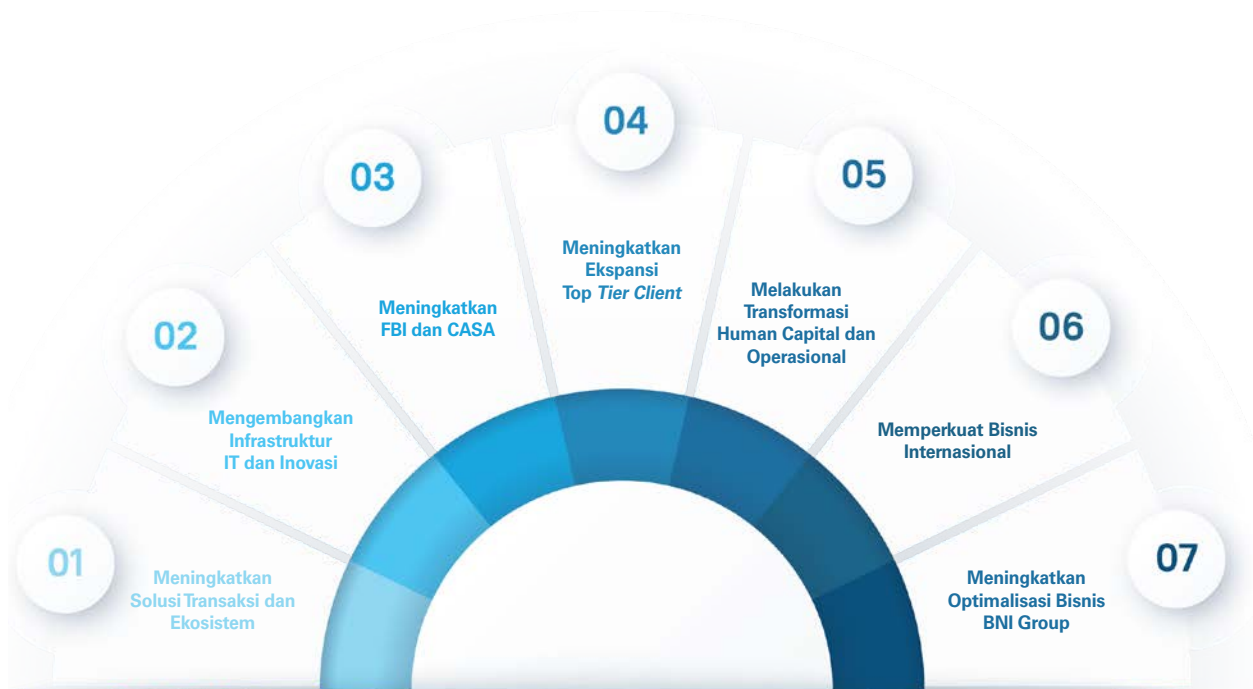 01
Meningkatkan
Solusi Transaksi dan
Ekosistem
02
Mengembangkan
Infrastruktur
IT dan Inovasi
03
Meningkatkan
FBI dan CASA
04
Meningkatkan
Ekspansi
Top Tier Client
05
Melakukan
Transformasi
Human Capital dan
Operasional
06
Memperkuat Bisnis
Internasional
07
Meningkatkan
Optimalisasi Bisnis
BNI Group